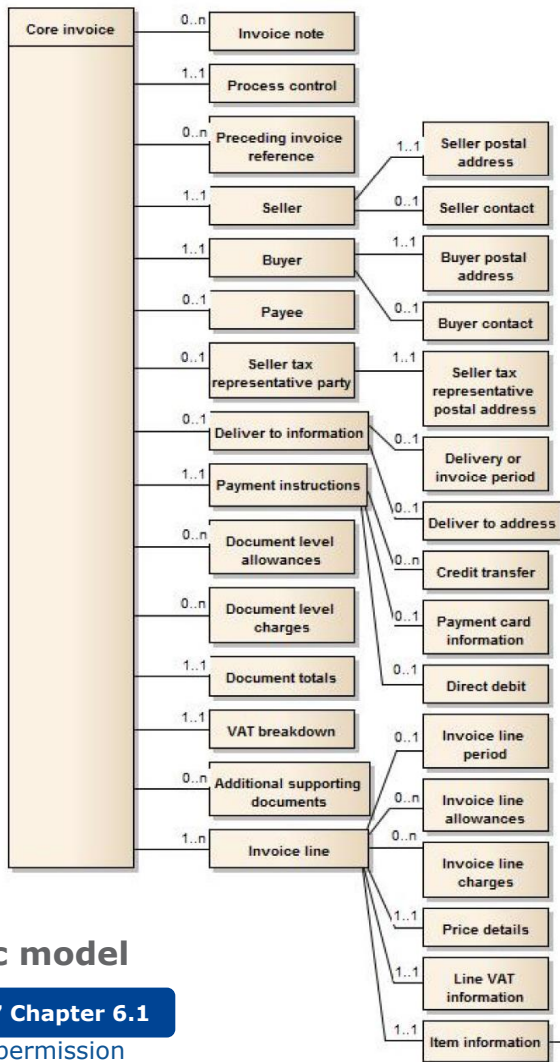 Core invoice
0..n
Invoice note
1..1
Process control
0..n
Preceding invoice
reference
1..1
Seller
1..1
Seller postal
address
0..1
Seller contact
1..1
Buyer
1..1
Buyer postal
address
0..1
Buyer contact
0..1
Payee
0..1
Seller tax
representative party
1..1
Seller tax
representative
postal address
0..1
Deliver to information
0..1
Delivery or
invoice period
0..1
Deliver to address
1..1
Payment instructions
0..n
Credit transfer
0..1
Payment card
information
0..1
Direct debit
0..n
Document level
allowances
0..n
Document level
charges
1..1
Document totals
1..1
VAT breakdown
0..n
Additional supporting
documents
1..n
Invoice line
0..1
Invoice line
period
0..n
Invoice line
allowances
0..n
Invoice line
charges
1..1
Price details
1..1
Line VAT
information
1..1
Item information
c model
' Chapter 6.1
permission